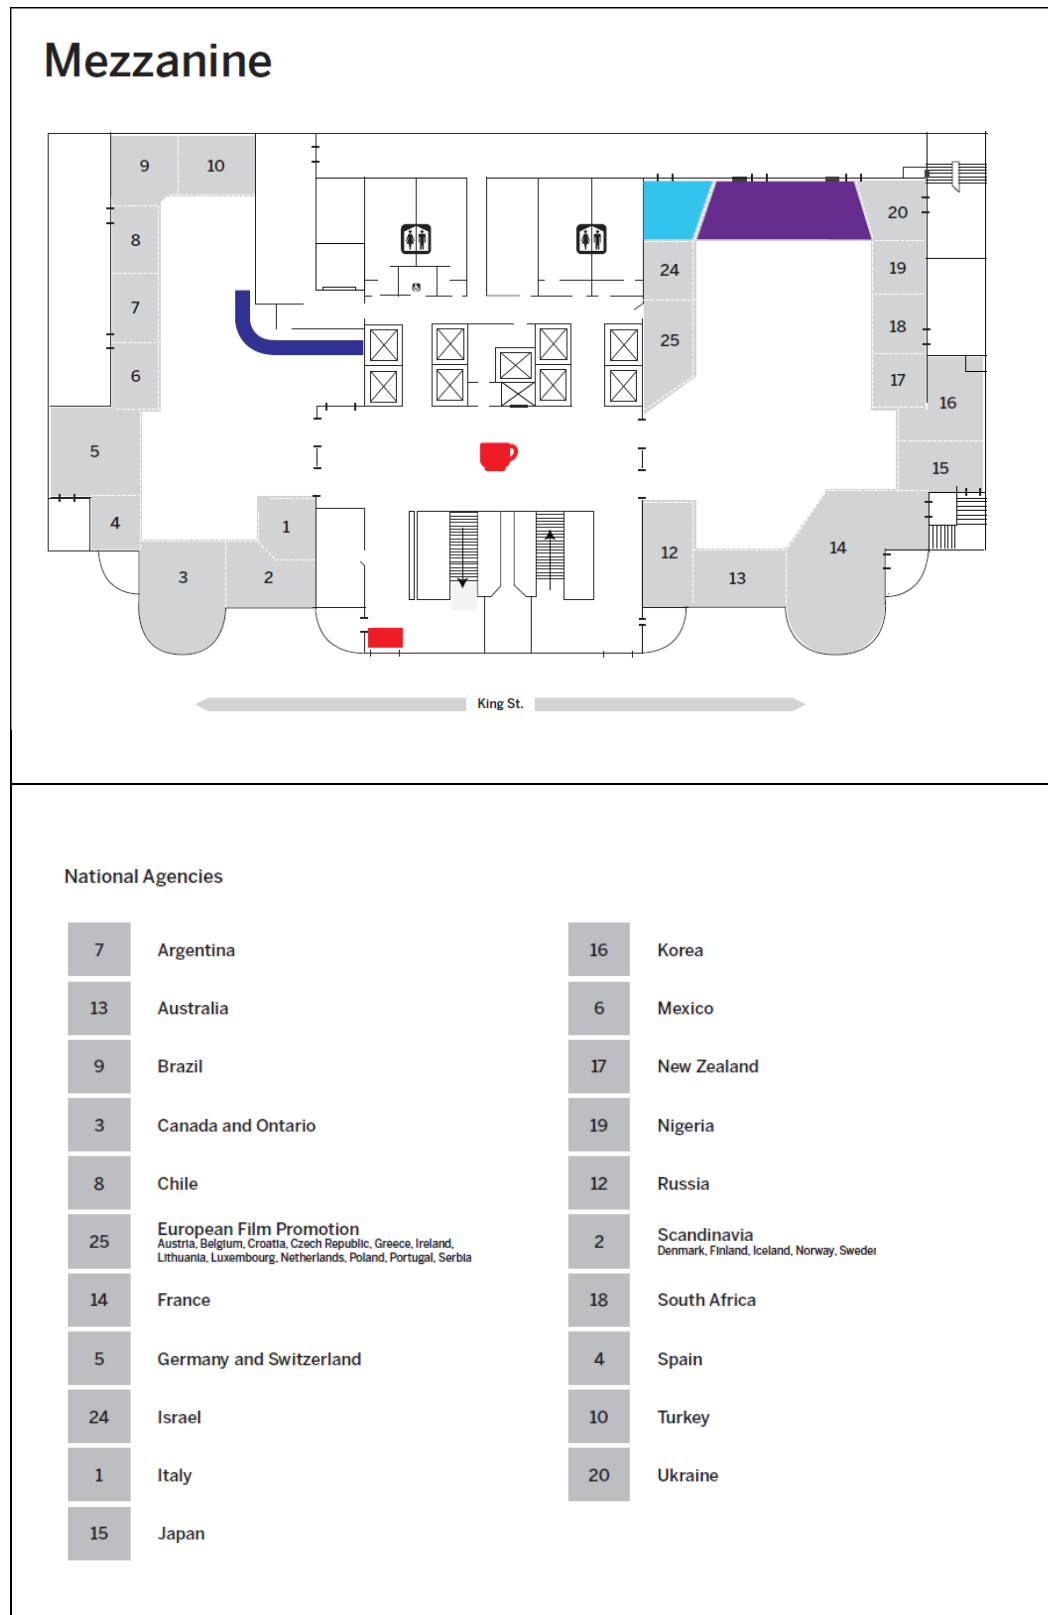 Mezzanine
9
10
8
7
6
5
4
3
2
1
20
24
19
25
18
17
16
15
12
13
14
King St.
National Agencies
7 Argentina
13 Australia
9 Brazil
3 Canada and Ontario
8 Chile
25 European Film Promotion
Austria, Belgium, Croatia, Czech Republic, Greece, Ireland,
Lithuania, Luxembourg, Netherlands, Poland, Portugal, Serbia
14 France
5 Germany and Switzerland
24 Israel
1 Italy
15 Japan
16 Korea
6 Mexico
17 New Zealand
19 Nigeria
12 Russia
2 Scandinavia
Denmark, Finland, Iceland, Norway, Sweden
18 South Africa
4 Spain
10 Turkey
20 Ukraine